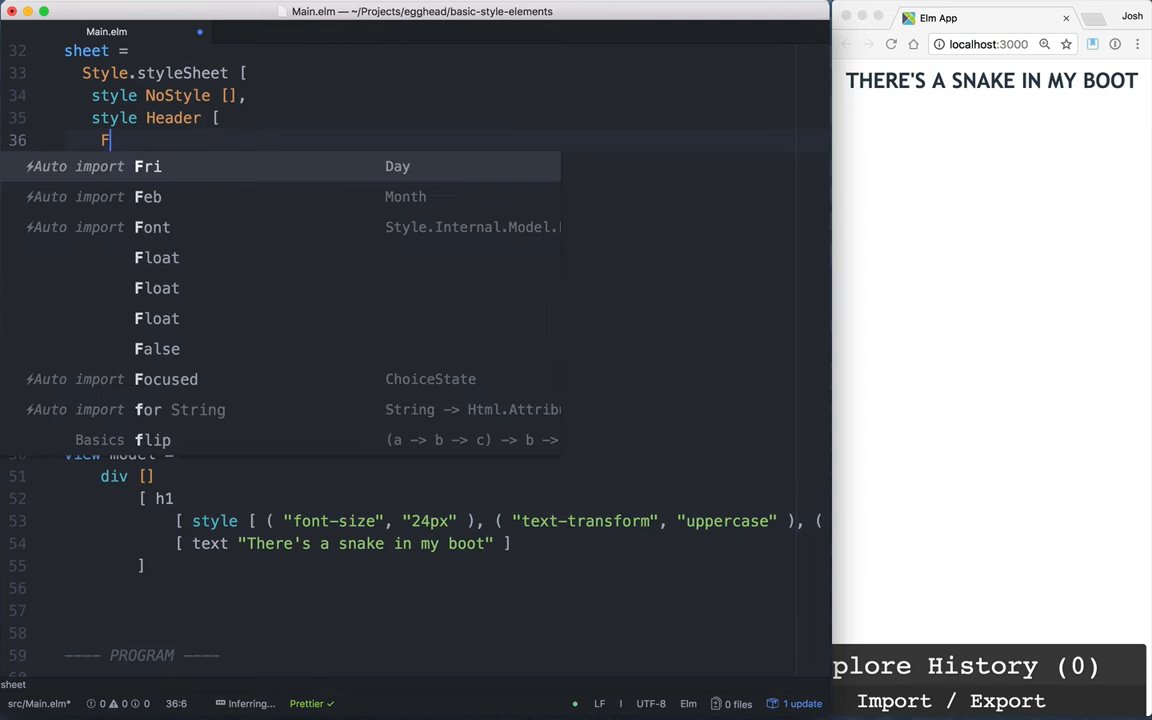 Main.elm — ~/Projects/egghead/basic-style-elements
Main.elm
32 sheet =
33 Style.styleSheet [
34 style NoStyle [],
35 style Header [
36 F
⚡Auto import Fri Day
⚡Auto import Feb Month
⚡Auto import Font Style.Internal.Model.
Float
Float
Float
False
⚡Auto import Focused ChoiceState
⚡Auto import for String String -> Html.Attrib
Basics flip (a -> b -> c) -> b ->
view model =
51 div []
52 [ h1
53 [ style [ ( "font-size", "24px" ), ( "text-transform", "uppercase" ), (
54 [ text "There's a snake in my boot" ]
55 ]
56
57
58
59 ---- PROGRAM ----
sheet
src/Main.elm* 0 0 0 36:6 Inferring... Prettier ✓ LF I UTF-8 Elm 0 files 1 update
Elm App × Josh
localhost:3000
THERE'S A SNAKE IN MY BOOT
plore History (0)
Import / Export